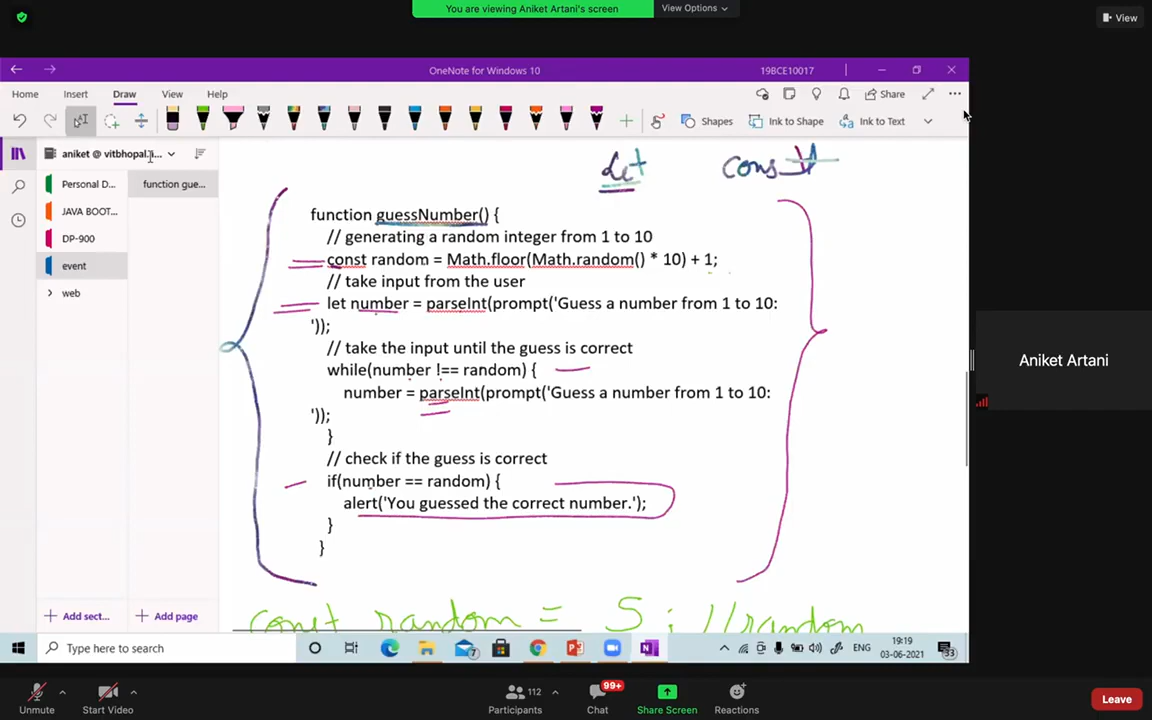 You are viewing Aniket Artani's screen
View Options
View
OneNote for Windows 10
19BCE10017
Home
Insert
Draw
View
Help
Share
Shapes
Ink to Shape
Ink to Text
aniket @ vitbhopal.i...
function gue...
Personal D...
JAVA BOOT...
DP-900
event
web
Let
Const
function guessNumber() {
// generating a random integer from 1 to 10
const random = Math.floor(Math.random() * 10) + 1;
// take input from the user
let number = parseInt(prompt('Guess a number from 1 to 10:
'));
// take the input until the guess is correct
while(number !== random) {
number = parseInt(prompt('Guess a number from 1 to 10:
'));
}
// check if the guess is correct
if(number == random) {
alert('You guessed the correct number.');
}
}
const random = 5 ; //random
Add sect...
Add page
Aniket Artani
Type here to search
7
ENG
19:19
03-06-2021
33
Unmute
Start Video
112
Participants
99+
Chat
Share Screen
Reactions
Leave